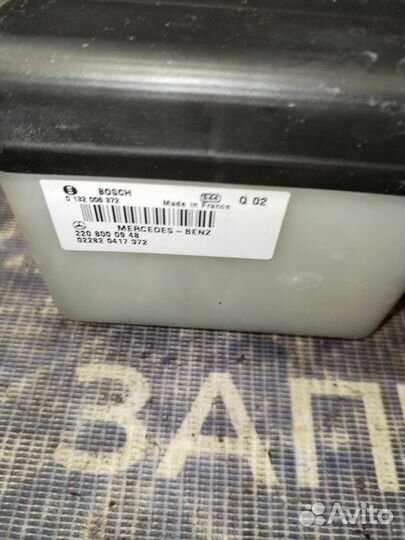 BOSCH
0 132 006 372
Made in France
Q 02
MERCEDES-BENZ
220 800 09 48
02282 0417 372
ЗАП
Avito